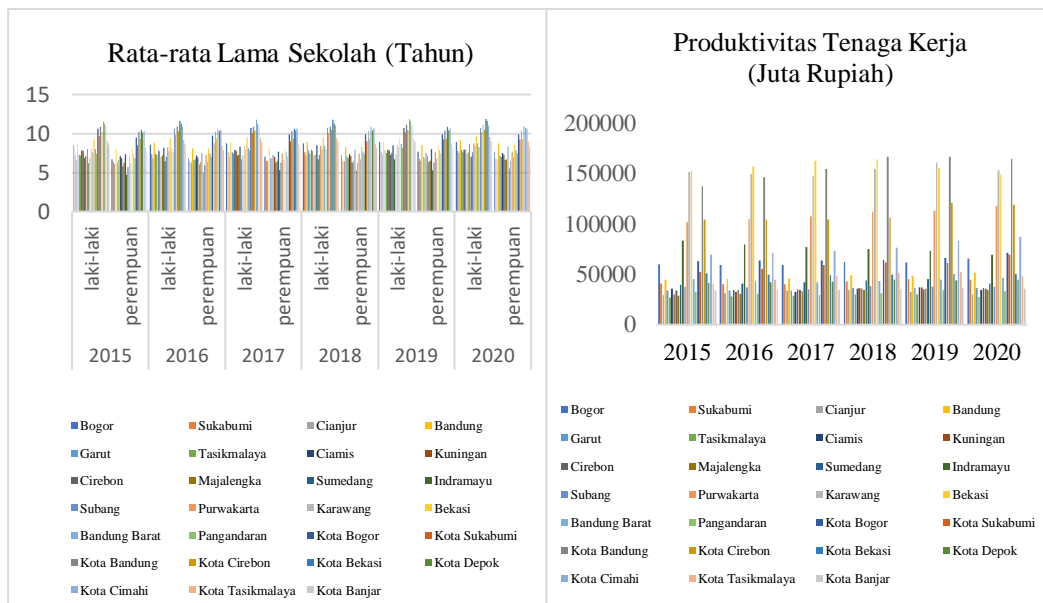 Rata-rata Lama Sekolah (Tahun)
15
10
5
0
laki-laki
perempuan
laki-laki
perempuan
laki-laki
perempuan
laki-laki
perempuan
laki-laki
perempuan
laki-laki
perempuan
2015 2016 2017 2018 2019 2020
Bogor Sukabumi Cianjur Bandung
Garut Tasikmalaya Ciamis Kuningan
Cirebon Majalengka Sumedang Indramayu
Subang Purwakarta Karawang Bekasi
Bandung Barat Pangandaran Kota Bogor Kota Sukabumi
Kota Bandung Kota Cirebon Kota Bekasi Kota Depok
Kota Cimahi Kota Tasikmalaya Kota Banjar
Produktivitas Tenaga Kerja
(Juta Rupiah)
200000
150000
100000
50000
0
2015 2016 2017 2018 2019 2020
Bogor Sukabumi Cianjur Bandung
Garut Tasikmalaya Ciamis Kuningan
Cirebon Majalengka Sumedang Indramayu
Subang Purwakarta Karawang Bekasi
Bandung Barat Pangandaran Kota Bogor Kota Sukabumi
Kota Bandung Kota Cirebon Kota Bekasi Kota Depok
Kota Cimahi Kota Tasikmalaya Kota Banjar